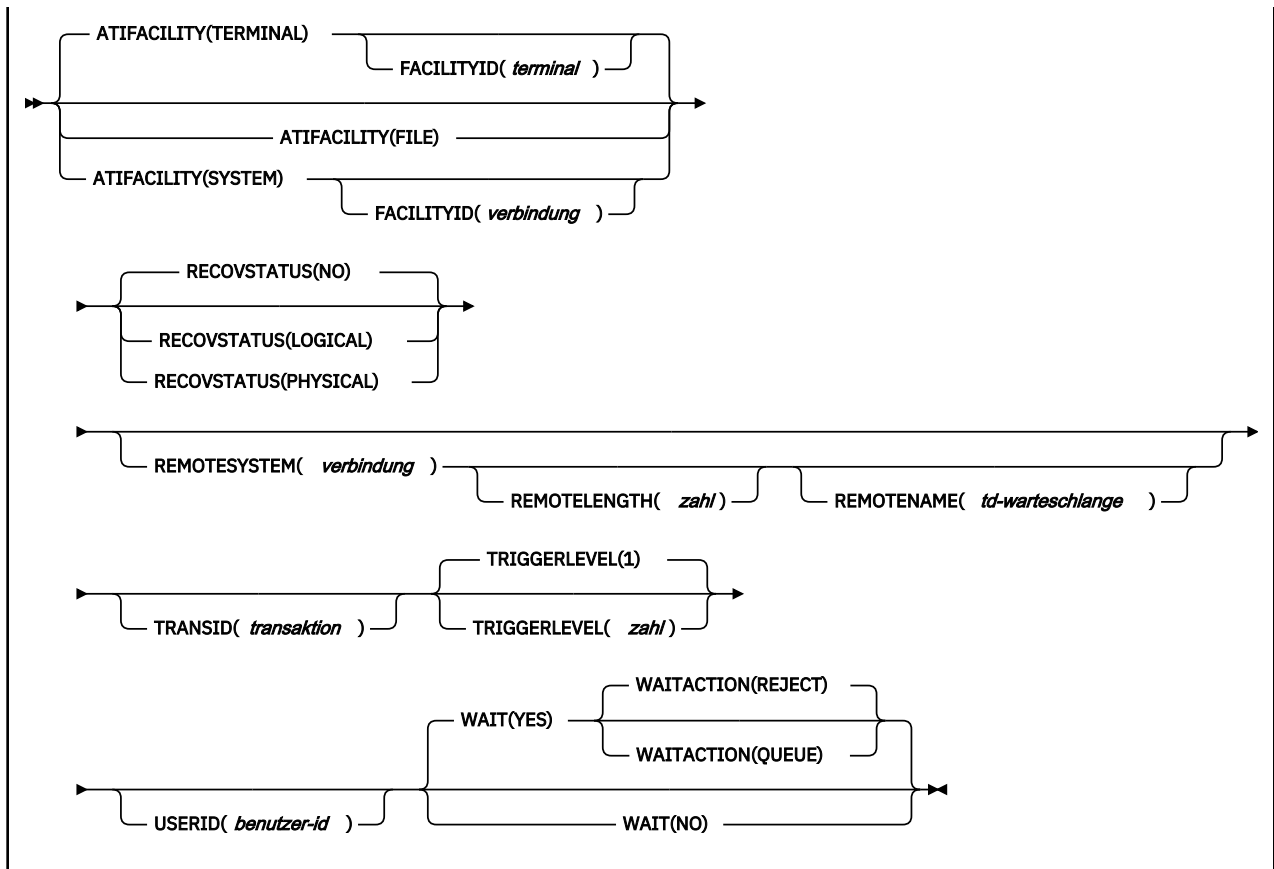 ATIFACILITY(TERMINAL)
FACILITYID( terminal )
ATIFACILITY(FILE)
ATIFACILITY(SYSTEM)
FACILITYID( verbindung )
RECOVSTATUS(NO)
RECOVSTATUS(LOGICAL)
RECOVSTATUS(PHYSICAL)
REMOTESYSTEM( verbindung )
REMOTELENGTH( zahl ) REMOTENAME( td-warteschlange )
TRIGGERLEVEL(1)
TRANSID( transaktion ) TRIGGERLEVEL( zahl )
WAITACTION(REJECT)
WAIT(YES)
WAITACTION(QUEUE)
USERID( benutzer-id ) WAIT(NO)